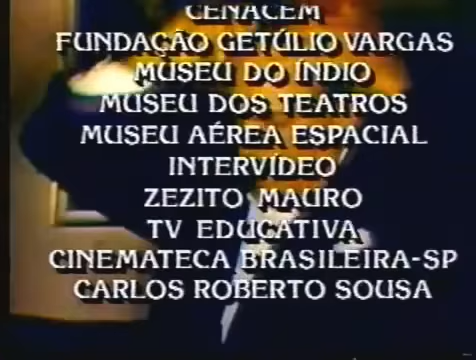 CENACEM
FUNDAÇÃO GETÚLIO VARGAS
MUSEU DO ÍNDIO
MUSEU DOS TEATROS
MUSEU AÉREA ESPACIAL
INTERVÍDEO
ZEZITO MAURO
TV EDUCATIVA
CINEMATECA BRASILEIRA-SP
CARLOS ROBERTO SOUSA